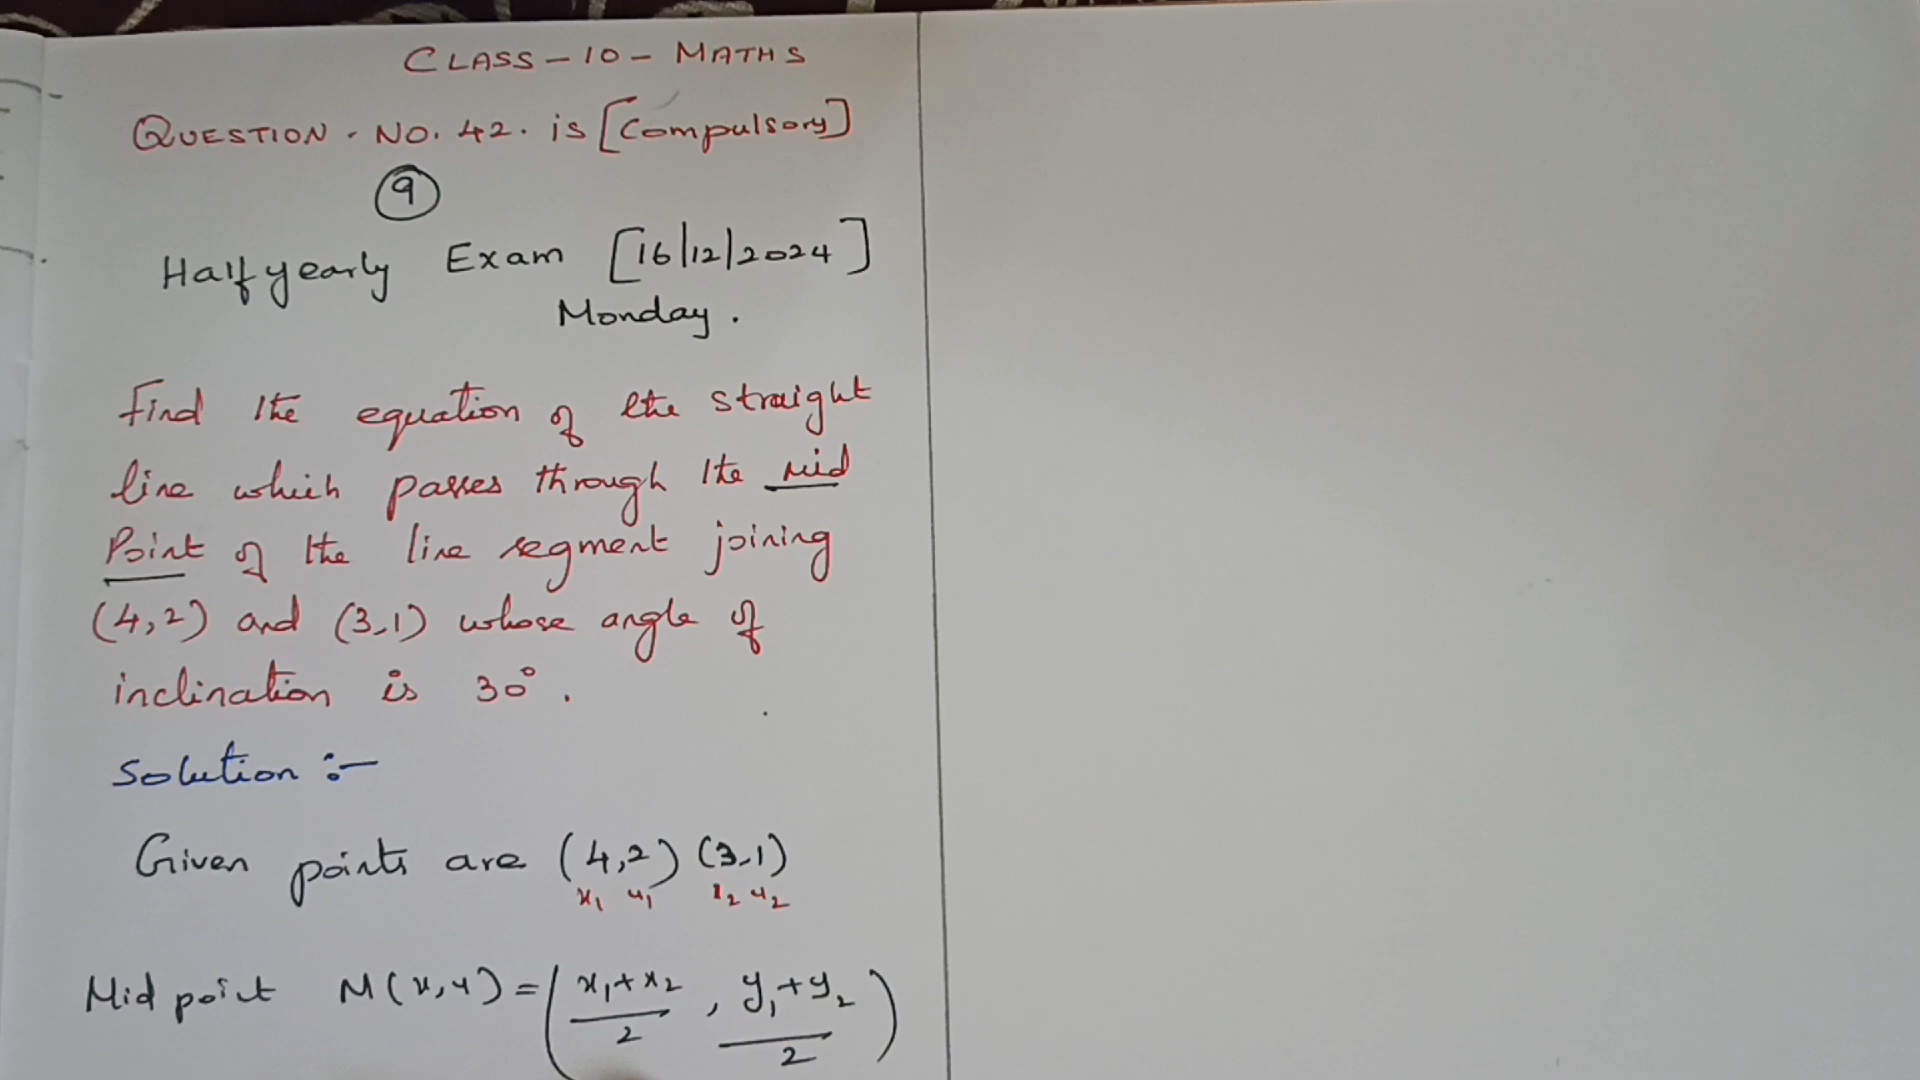 CLASS - 10 - MATHS
QUESTION. NO. 42. is [Compulsory]
9
Half yearly Exam [16/12/2024]
Monday.
Find the equation of the straight
line which passes through the mid
Point of the line segment joining
(4,2) and (3,1) whose angle of
inclination is 30°.
Solution :-
Given points are (4,2) (3,1)
x₁ y₁ x₂ y₂
Mid point M(x,y) = (x₁+x₂/2, y₁+y₂/2)